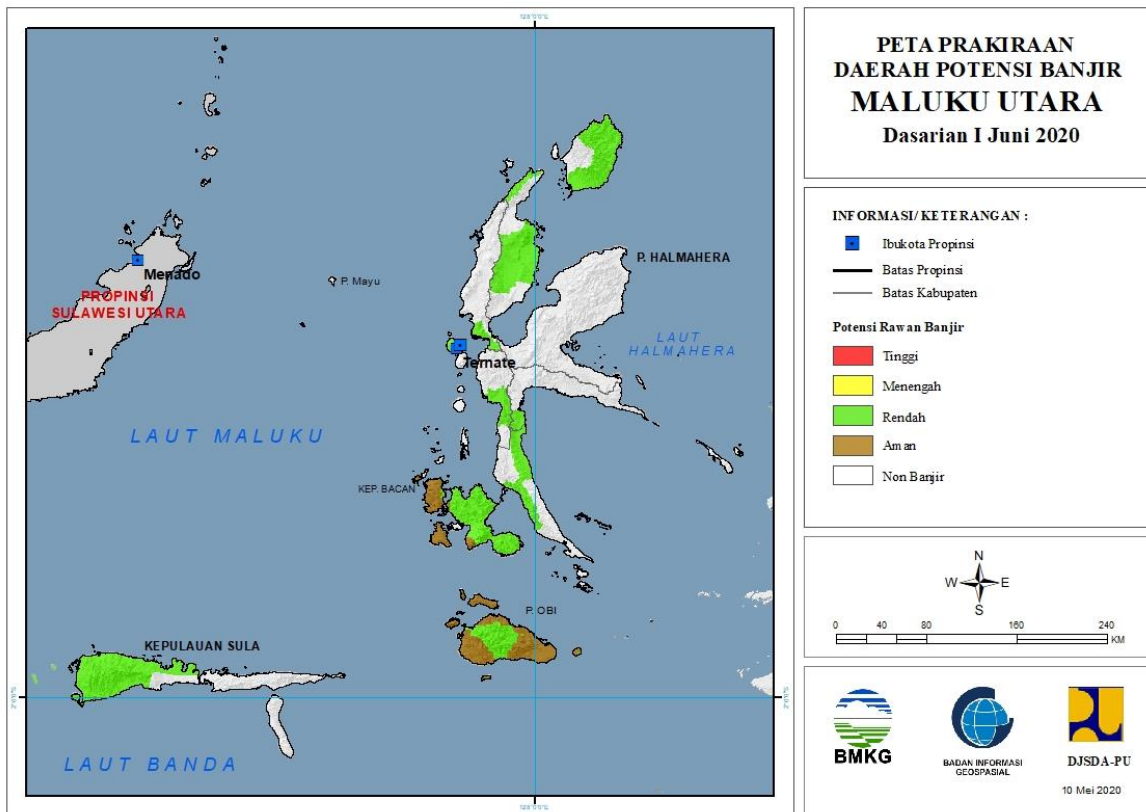 PETA PRAKIRAAN
DAERAH POTENSI BANJIR
MALUKU UTARA
Dasarian I Juni 2020
INFORMASI/ KETERANGAN :
Ibukota Propinsi
Batas Propinsi
Batas Kabupaten
Potensi Rawan Banjir
Tinggi
Menengah
Rendah
Aman
Non Banjir
N
W E
S
0 40 80 160 240
KM
BMKG
BADAN INFORMASI
GEOSPASIAL
DJSDA-PU
10 Mei 2020
Menado
PROPINSI
SULAWESI UTARA
P. Mayu
P. HALMAHERA
LAUT
HALMAHERA
Ternate
LAUT MALUKU
KEP. BACAN
P. OBI
KEPULAUAN SULA
LAUT BANDA